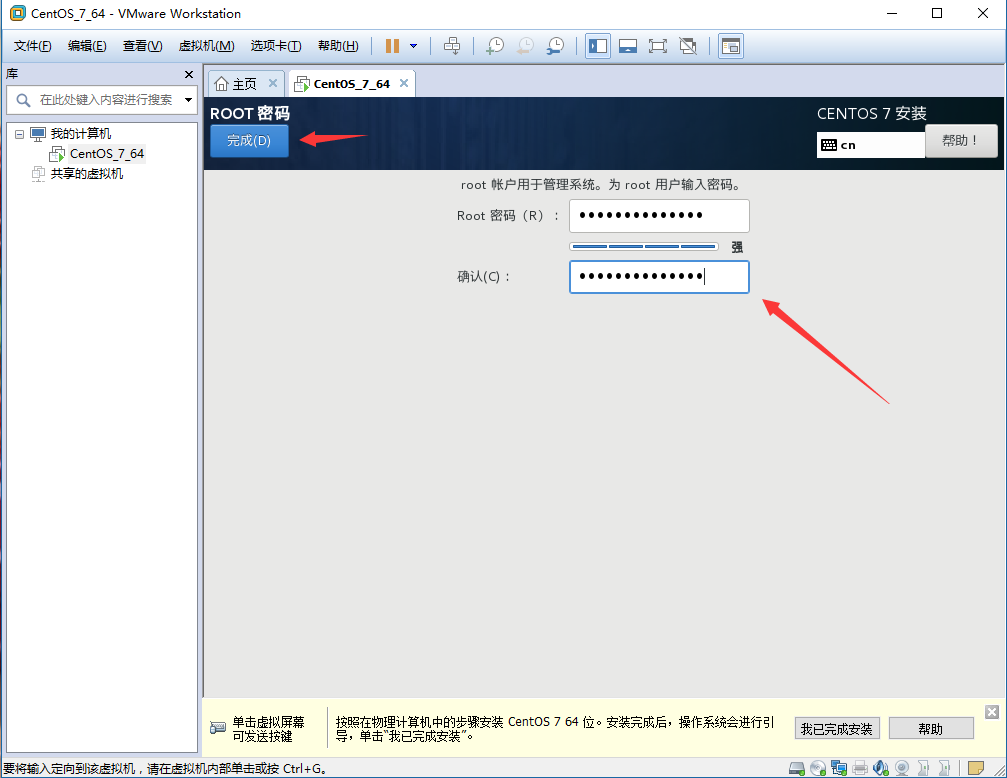 CentOS_7_64 - VMware Workstation
文件(F) 编辑(E) 查看(V) 虚拟机(M) 选项卡(T) 帮助(H)
库
在此处键入内容进行搜索
我的计算机
CentOS_7_64
共享的虚拟机
主页
CentOS_7_64
ROOT 密码
完成(D)
CENTOS 7 安装
cn
帮助！
root 帐户用于管理系统。为 root 用户输入密码。
Root 密码（R）：
●●●●●●●●●●●●●●
强
确认(C)：
●●●●●●●●●●●●●●
单击虚拟屏幕
可发送按键
按照在物理计算机中的步骤安装 CentOS 7 64 位。安装完成后，操作系统会进行引
导，单击“我已完成安装”。
我已完成安装
帮助
要将输入定向到该虚拟机，请在虚拟机内部单击或按 Ctrl+G。